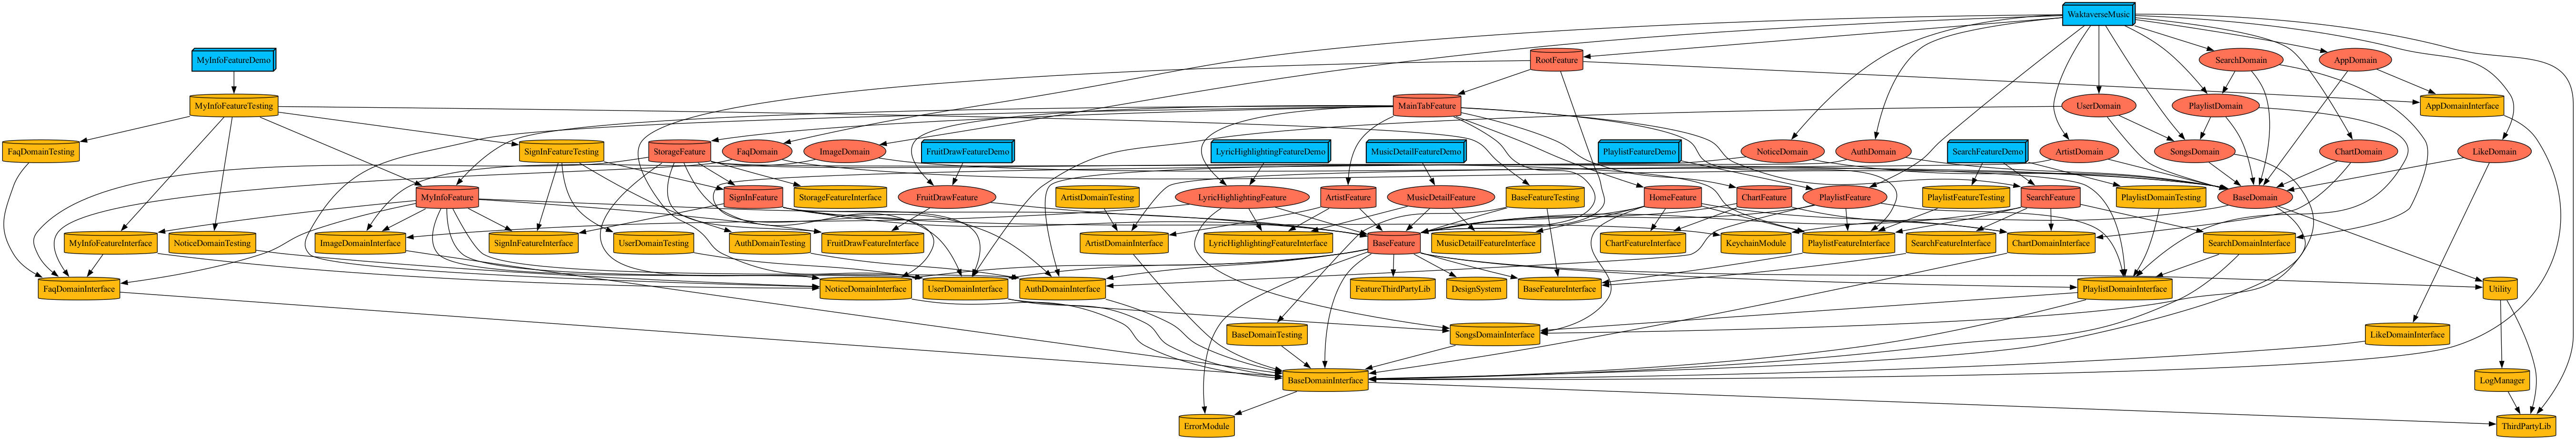 WaktaverseMusic
MyInfoFeatureDemo
RootFeature
SearchDomain
AppDomain
MyInfoFeatureTesting
MainTabFeature
UserDomain
PlaylistDomain
AppDomainInterface
FaqDomainTesting
SignInFeatureTesting
StorageFeature
FaqDomain
ImageDomain
FruitDrawFeatureDemo
LyricHighlightingFeatureDemo
MusicDetailFeatureDemo
PlaylistFeatureDemo
NoticeDomain
AuthDomain
SearchFeatureDemo
ArtistDomain
SongsDomain
ChartDomain
LikeDomain
MyInfoFeature
SignInFeature
StorageFeatureInterface
FruitDrawFeature
ArtistDomainTesting
LyricHighlightingFeature
ArtistFeature
MusicDetailFeature
BaseFeatureTesting
HomeFeature
ChartFeature
PlaylistFeature
PlaylistFeatureTesting
SearchFeature
PlaylistDomainTesting
BaseDomain
MyInfoFeatureInterface
NoticeDomainTesting
ImageDomainInterface
SignInFeatureInterface
UserDomainTesting
AuthDomainTesting
FruitDrawFeatureInterface
ArtistDomainInterface
LyricHighlightingFeatureInterface
BaseFeature
MusicDetailFeatureInterface
ChartFeatureInterface
KeychainModule
PlaylistFeatureInterface
SearchFeatureInterface
ChartDomainInterface
SearchDomainInterface
FaqDomainInterface
NoticeDomainInterface
UserDomainInterface
AuthDomainInterface
FeatureThirdPartyLib
DesignSystem
BaseFeatureInterface
PlaylistDomainInterface
Utility
BaseDomainTesting
SongsDomainInterface
LikeDomainInterface
BaseDomainInterface
LogManager
ErrorModule
ThirdPartyLib